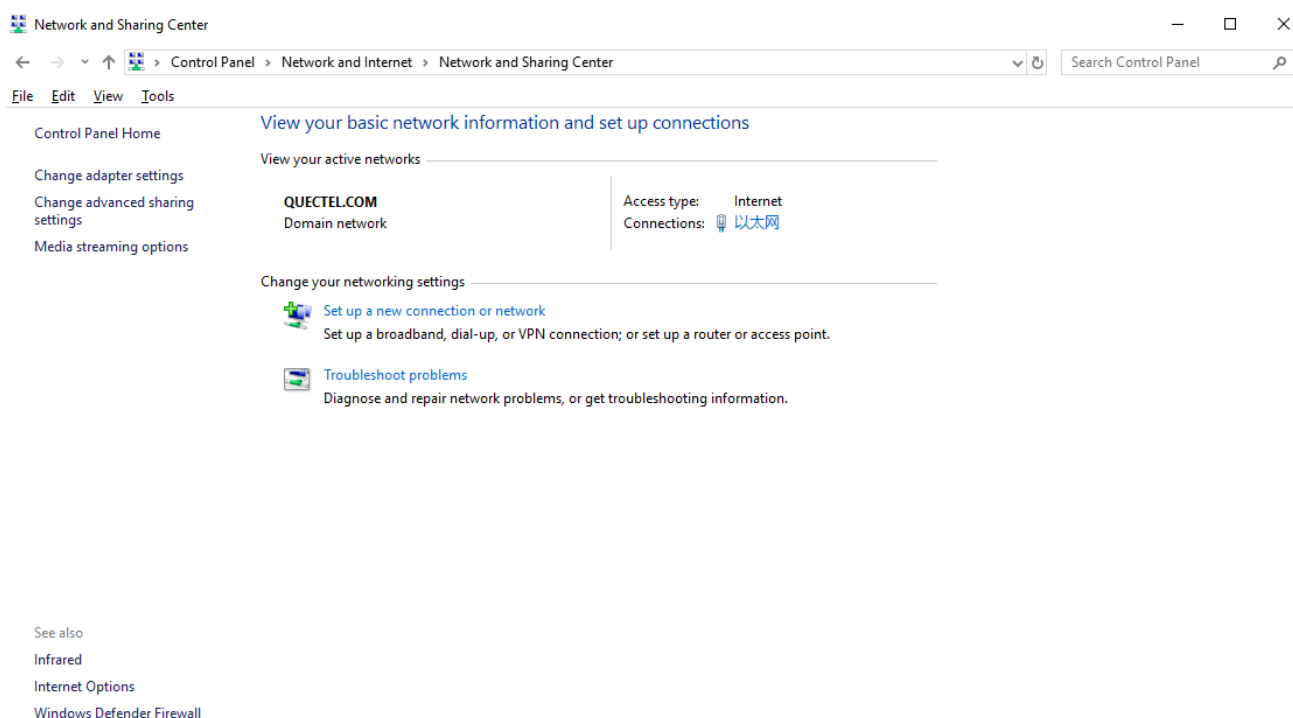 Network and Sharing Center
Control Panel > Network and Internet > Network and Sharing Center
Search Control Panel
File Edit View Tools
Control Panel Home
Change adapter settings
Change advanced sharing
settings
Media streaming options
View your basic network information and set up connections
View your active networks
QUECTEL.COM
Domain network
Access type: Internet
Connections: 以太网
Change your networking settings
Set up a new connection or network
Set up a broadband, dial-up, or VPN connection; or set up a router or access point.
Troubleshoot problems
Diagnose and repair network problems, or get troubleshooting information.
See also
Infrared
Internet Options
Windows Defender Firewall